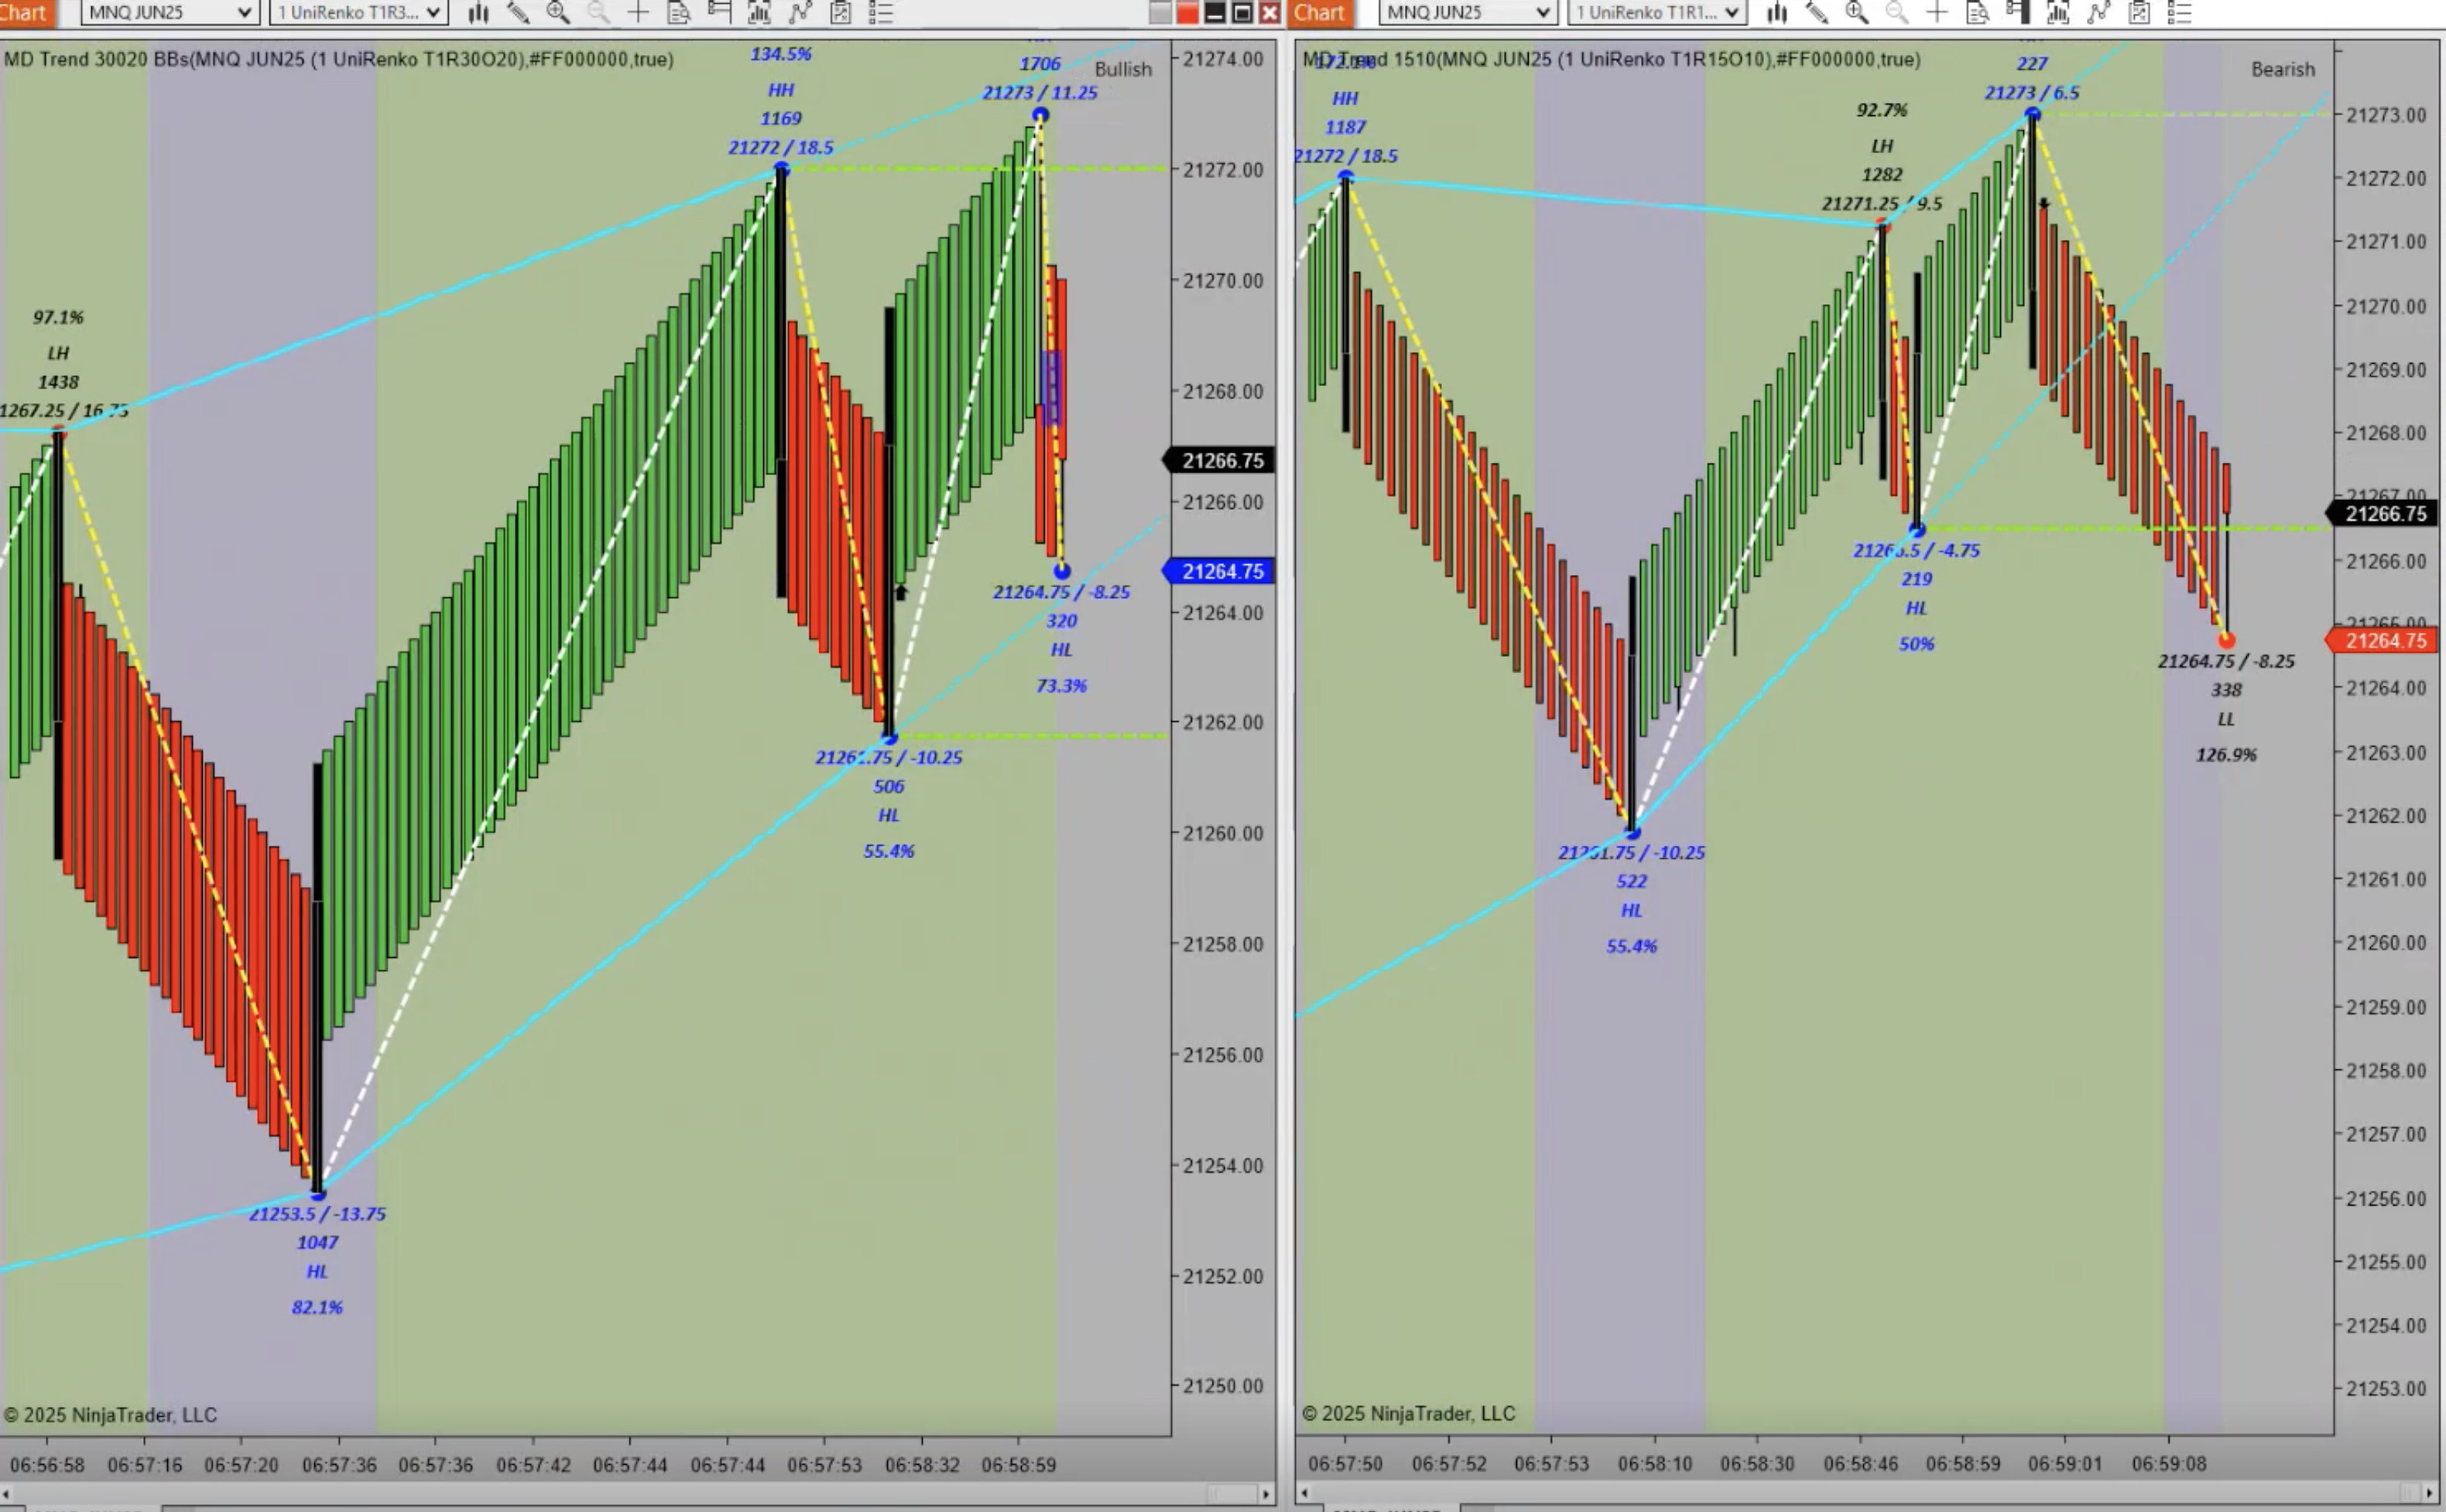 Chart
MNQ JUN25
1 UniRenko T1R3...
MD Trend 30020 BBs(MNQ JUN25 (1 UniRenko T1R30O20),#FF000000,true)
Bullish
134.5%
HH
1169
21272 / 18.5
1706
21273 / 11.25
97.1%
LH
1438
1267.25 / 16.75
21264.75 / -8.25
320
HL
73.3%
21261.75 / -10.25
506
HL
55.4%
21253.5 / -13.75
1047
HL
82.1%
21274.00
21272.00
21270.00
21268.00
21266.75
21266.00
21264.75
21264.00
21262.00
21260.00
21258.00
21256.00
21254.00
21252.00
21250.00
© 2025 NinjaTrader, LLC
06:56:58 06:57:16 06:57:20 06:57:36 06:57:36 06:57:42 06:57:44 06:57:44 06:57:53 06:58:32 06:58:59
Chart
MNQ JUN25
1 UniRenko T1R1...
MD Trend 1510(MNQ JUN25 (1 UniRenko T1R15O10),#FF000000,true)
Bearish
HH
1187
21272 / 18.5
92.7%
LH
1282
21271.25 / 9.5
227
21273 / 6.5
21266.5 / -4.75
219
HL
50%
21264.75 / -8.25
338
LL
126.9%
21261.75 / -10.25
522
HL
55.4%
21273.00
21272.00
21271.00
21270.00
21269.00
21268.00
21267.00
21266.75
21266.00
21265.00
21264.75
21264.00
21263.00
21262.00
21261.00
21260.00
21259.00
21258.00
21257.00
21256.00
21255.00
21254.00
21253.00
© 2025 NinjaTrader, LLC
06:57:50 06:57:52 06:57:53 06:58:10 06:58:30 06:58:46 06:58:59 06:59:01 06:59:08